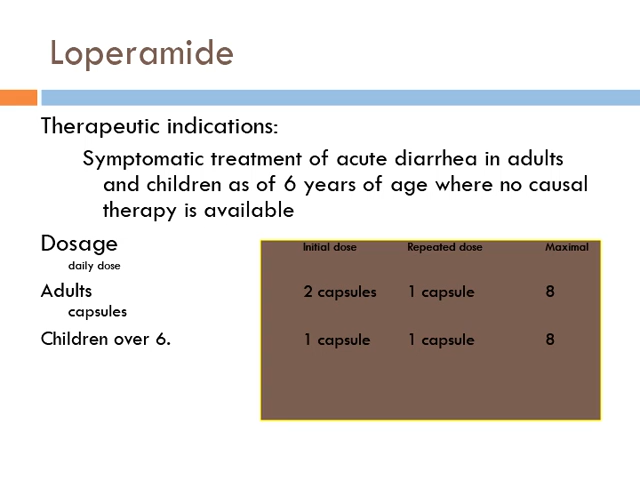 Loperamide
Therapeutic indications:
Symptomatic treatment of acute diarrhea in adults
and children as of 6 years of age where no causal
therapy is available
Dosage Initial dose Repeated dose Maximal
daily dose
Adults 2 capsules 1 capsule 8
capsules
Children over 6. 1 capsule 1 capsule 8